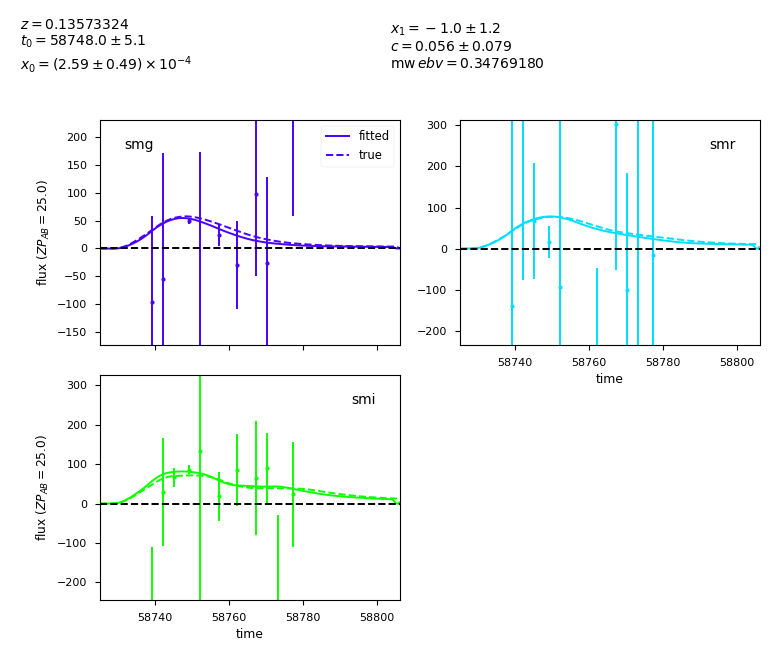 z = 0.13573324
t₀ = 58748.0 ± 5.1
x₀ = (2.59 ± 0.49) × 10⁻⁴
x₁ = −1.0 ± 1.2
c = 0.056 ± 0.079
mw ebv = 0.34769180
smg
fitted
true
200
150
100
50
0
−50
−100
−150
flux (ZP_AB = 25.0)
smr
300
200
100
0
−100
−200
58740 58760 58780 58800
time
smi
300
200
100
0
−100
−200
flux (ZP_AB = 25.0)
58740 58760 58780 58800
time